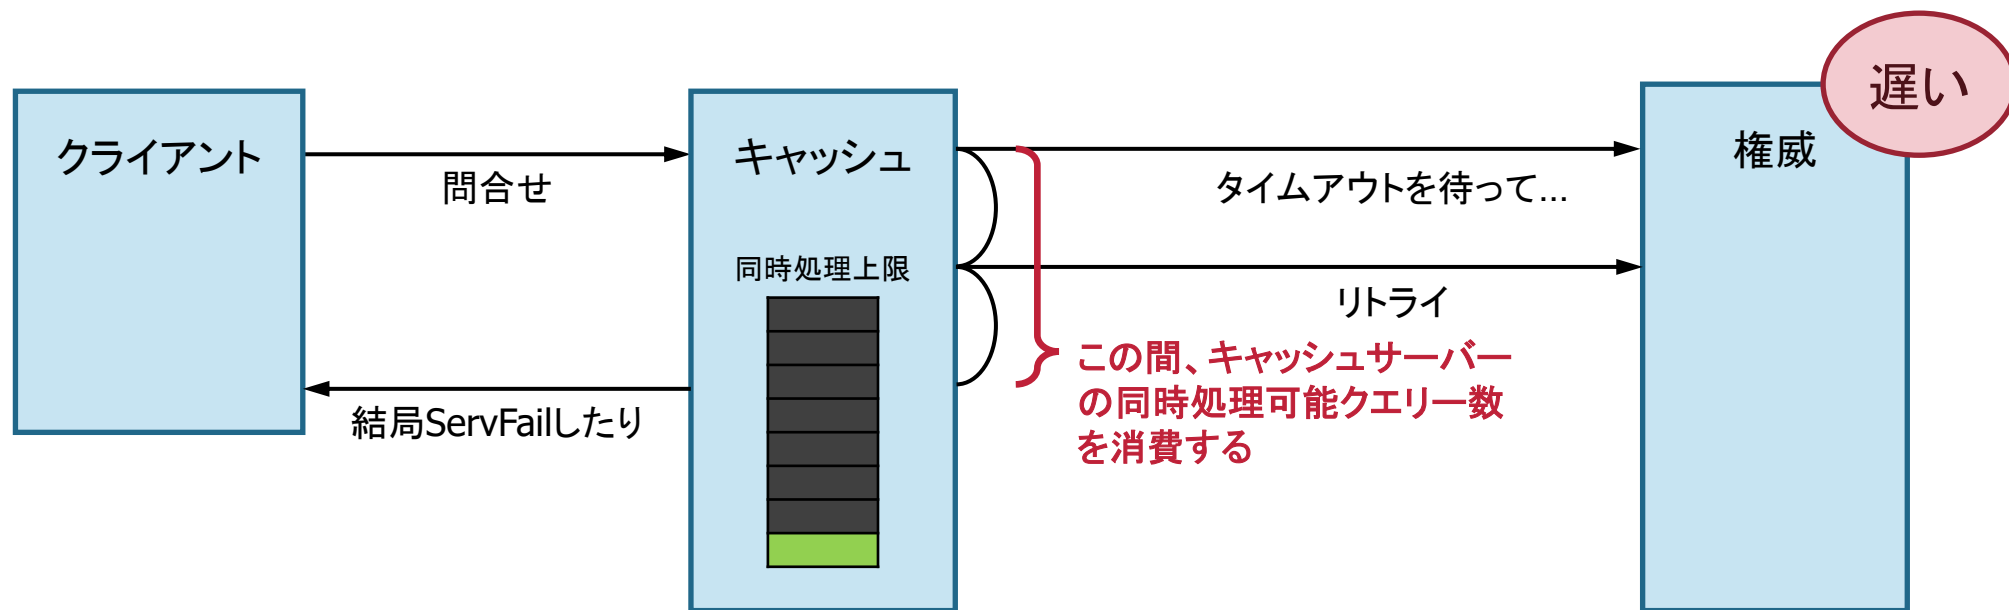 遅い
クライアント
キャッシュ
権威
問合せ
タイムアウトを待って...
同時処理上限
リトライ
この間、キャッシュサーバー
の同時処理可能クエリー数
を消費する
結局ServFailしたり